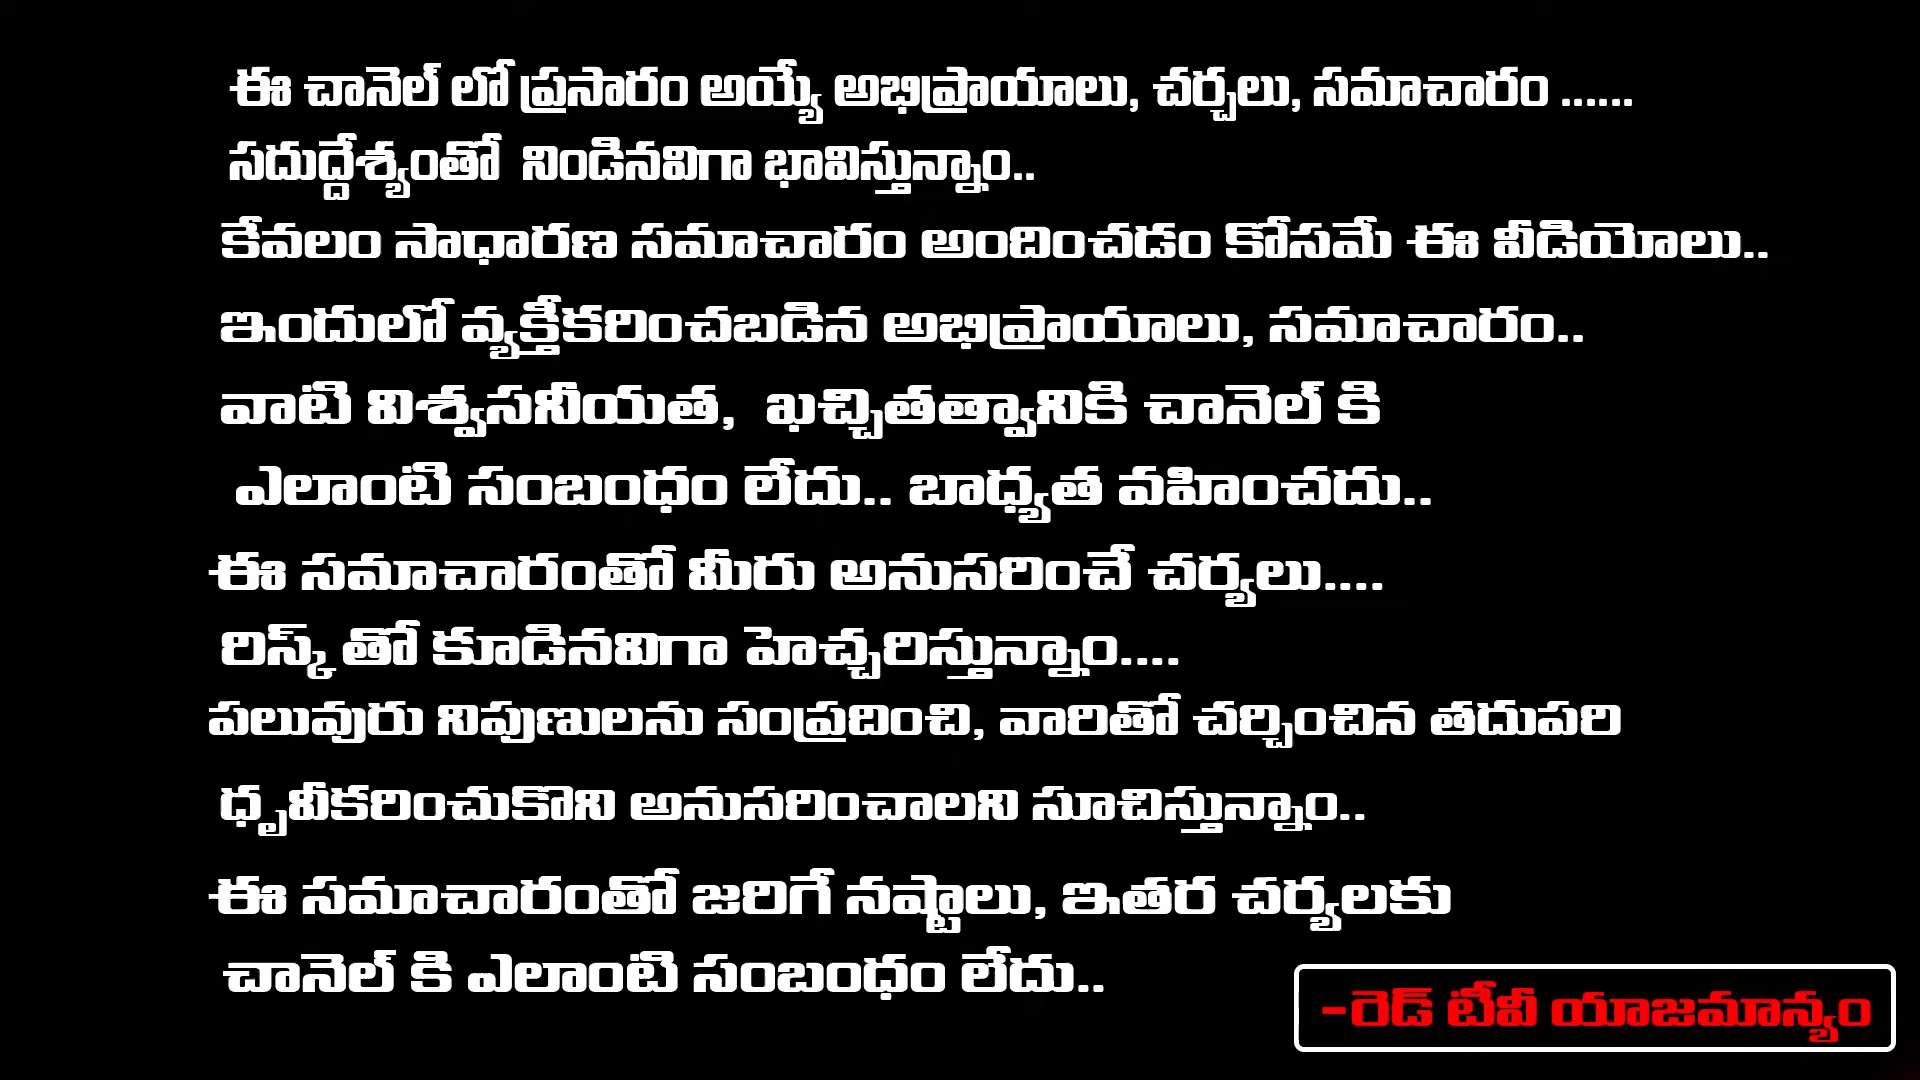 ఈ చానెల్ లో ప్రసారం అయ్యే అభిప్రాయాలు, చర్చలు, సమాచారం ......
సదుద్దేశ్యంతో నిండినవిగా భావిస్తున్నాం..
కేవలం సాధారణ సమాచారం అందించడం కోసమే ఈ వీడియోలు..
ఇందులో వ్యక్తీకరించబడిన అభిప్రాయాలు, సమాచారం..
వాటి విశ్వసనీయత, ఖచ్చితత్వానికి చానెల్ కి
ఎలాంటి సంబంధం లేదు.. బాధ్యత వహించదు..
ఈ సమాచారంతో మీరు అనుసరించే చర్యలు....
రిస్క్ తో కూడినవిగా హెచ్చరిస్తున్నాం....
పలువురు నిపుణులను సంప్రదించి, వారితో చర్చించిన తదుపరి
ధృవీకరించుకొని అనుసరించాలని సూచిస్తున్నాం..
ఈ సమాచారంతో జరిగే నష్టాలు, ఇతర చర్యలకు
చానెల్ కి ఎలాంటి సంబంధం లేదు..
-రెడ్ టీవీ యాజమాన్యం